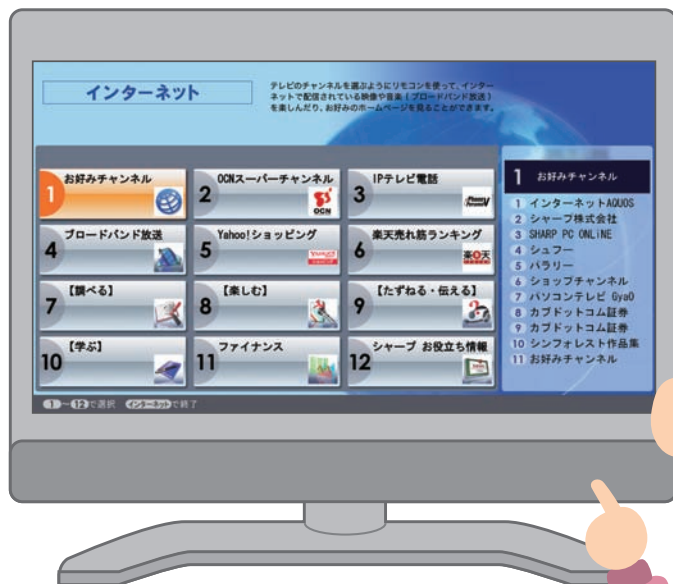 インターネット
テレビのチャンネルを選ぶようにリモコンを使って、インター
ネットで配信されている映像や音楽(ブロードバンド放送)
を楽しんだり、お好みのホームページを見ることができます。
1 お好みチャンネル
2 OCNスーパーチャンネル
OCN
3 IPテレビ電話
4 ブロードバンド放送
5 Yahoo!ショッピング
6 楽天売れ筋ランキング
楽天
7 【調べる】
8 【楽しむ】
9 【たずねる・伝える】
10 【学ぶ】
11 ファイナンス
12 シャープ お役立ち情報
1 お好みチャンネル
1 インターネットAQUOS
2 シャープ株式会社
3 SHARP PC ONLINE
4 シュフー
5 バラリー
6 ショップチャンネル
7 パソコンテレビ GyaO
8 カブドットコム証券
9 カブドットコム証券
10 シンフォレスト作品集
11 お好みチャンネル
1~12で選択 インターネットで終了